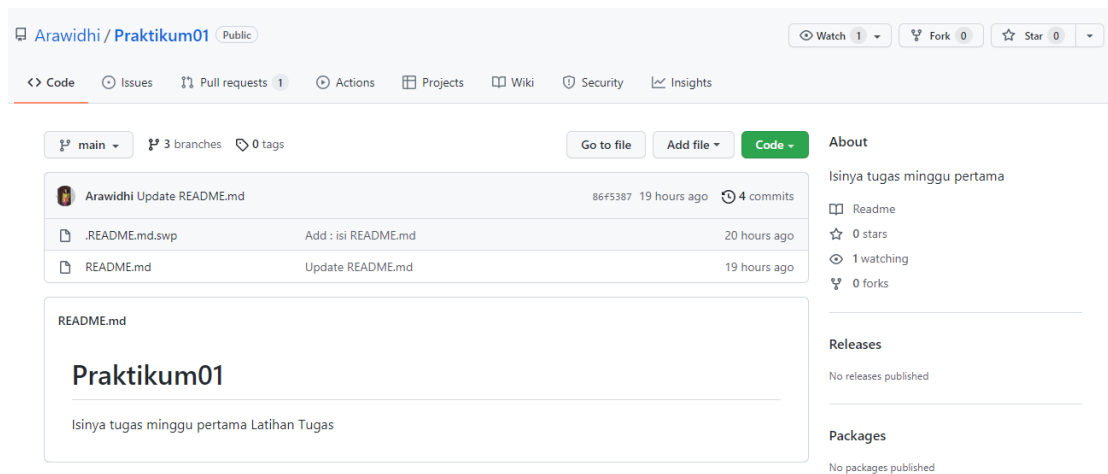 Arawidhi / Praktikum01 Public
Watch 1 Fork 0 Star 0
<> Code Issues Pull requests 1 Actions Projects Wiki Security Insights
main 3 branches 0 tags Go to file Add file Code
Arawidhi Update README.md 86f5387 19 hours ago 4 commits
.README.md.swp Add : isi README.md 20 hours ago
README.md Update README.md 19 hours ago
README.md
Praktikum01
Isinya tugas minggu pertama Latihan Tugas
About
Isinya tugas minggu pertama
Readme
0 stars
1 watching
0 forks
Releases
No releases published
Packages
No packages published